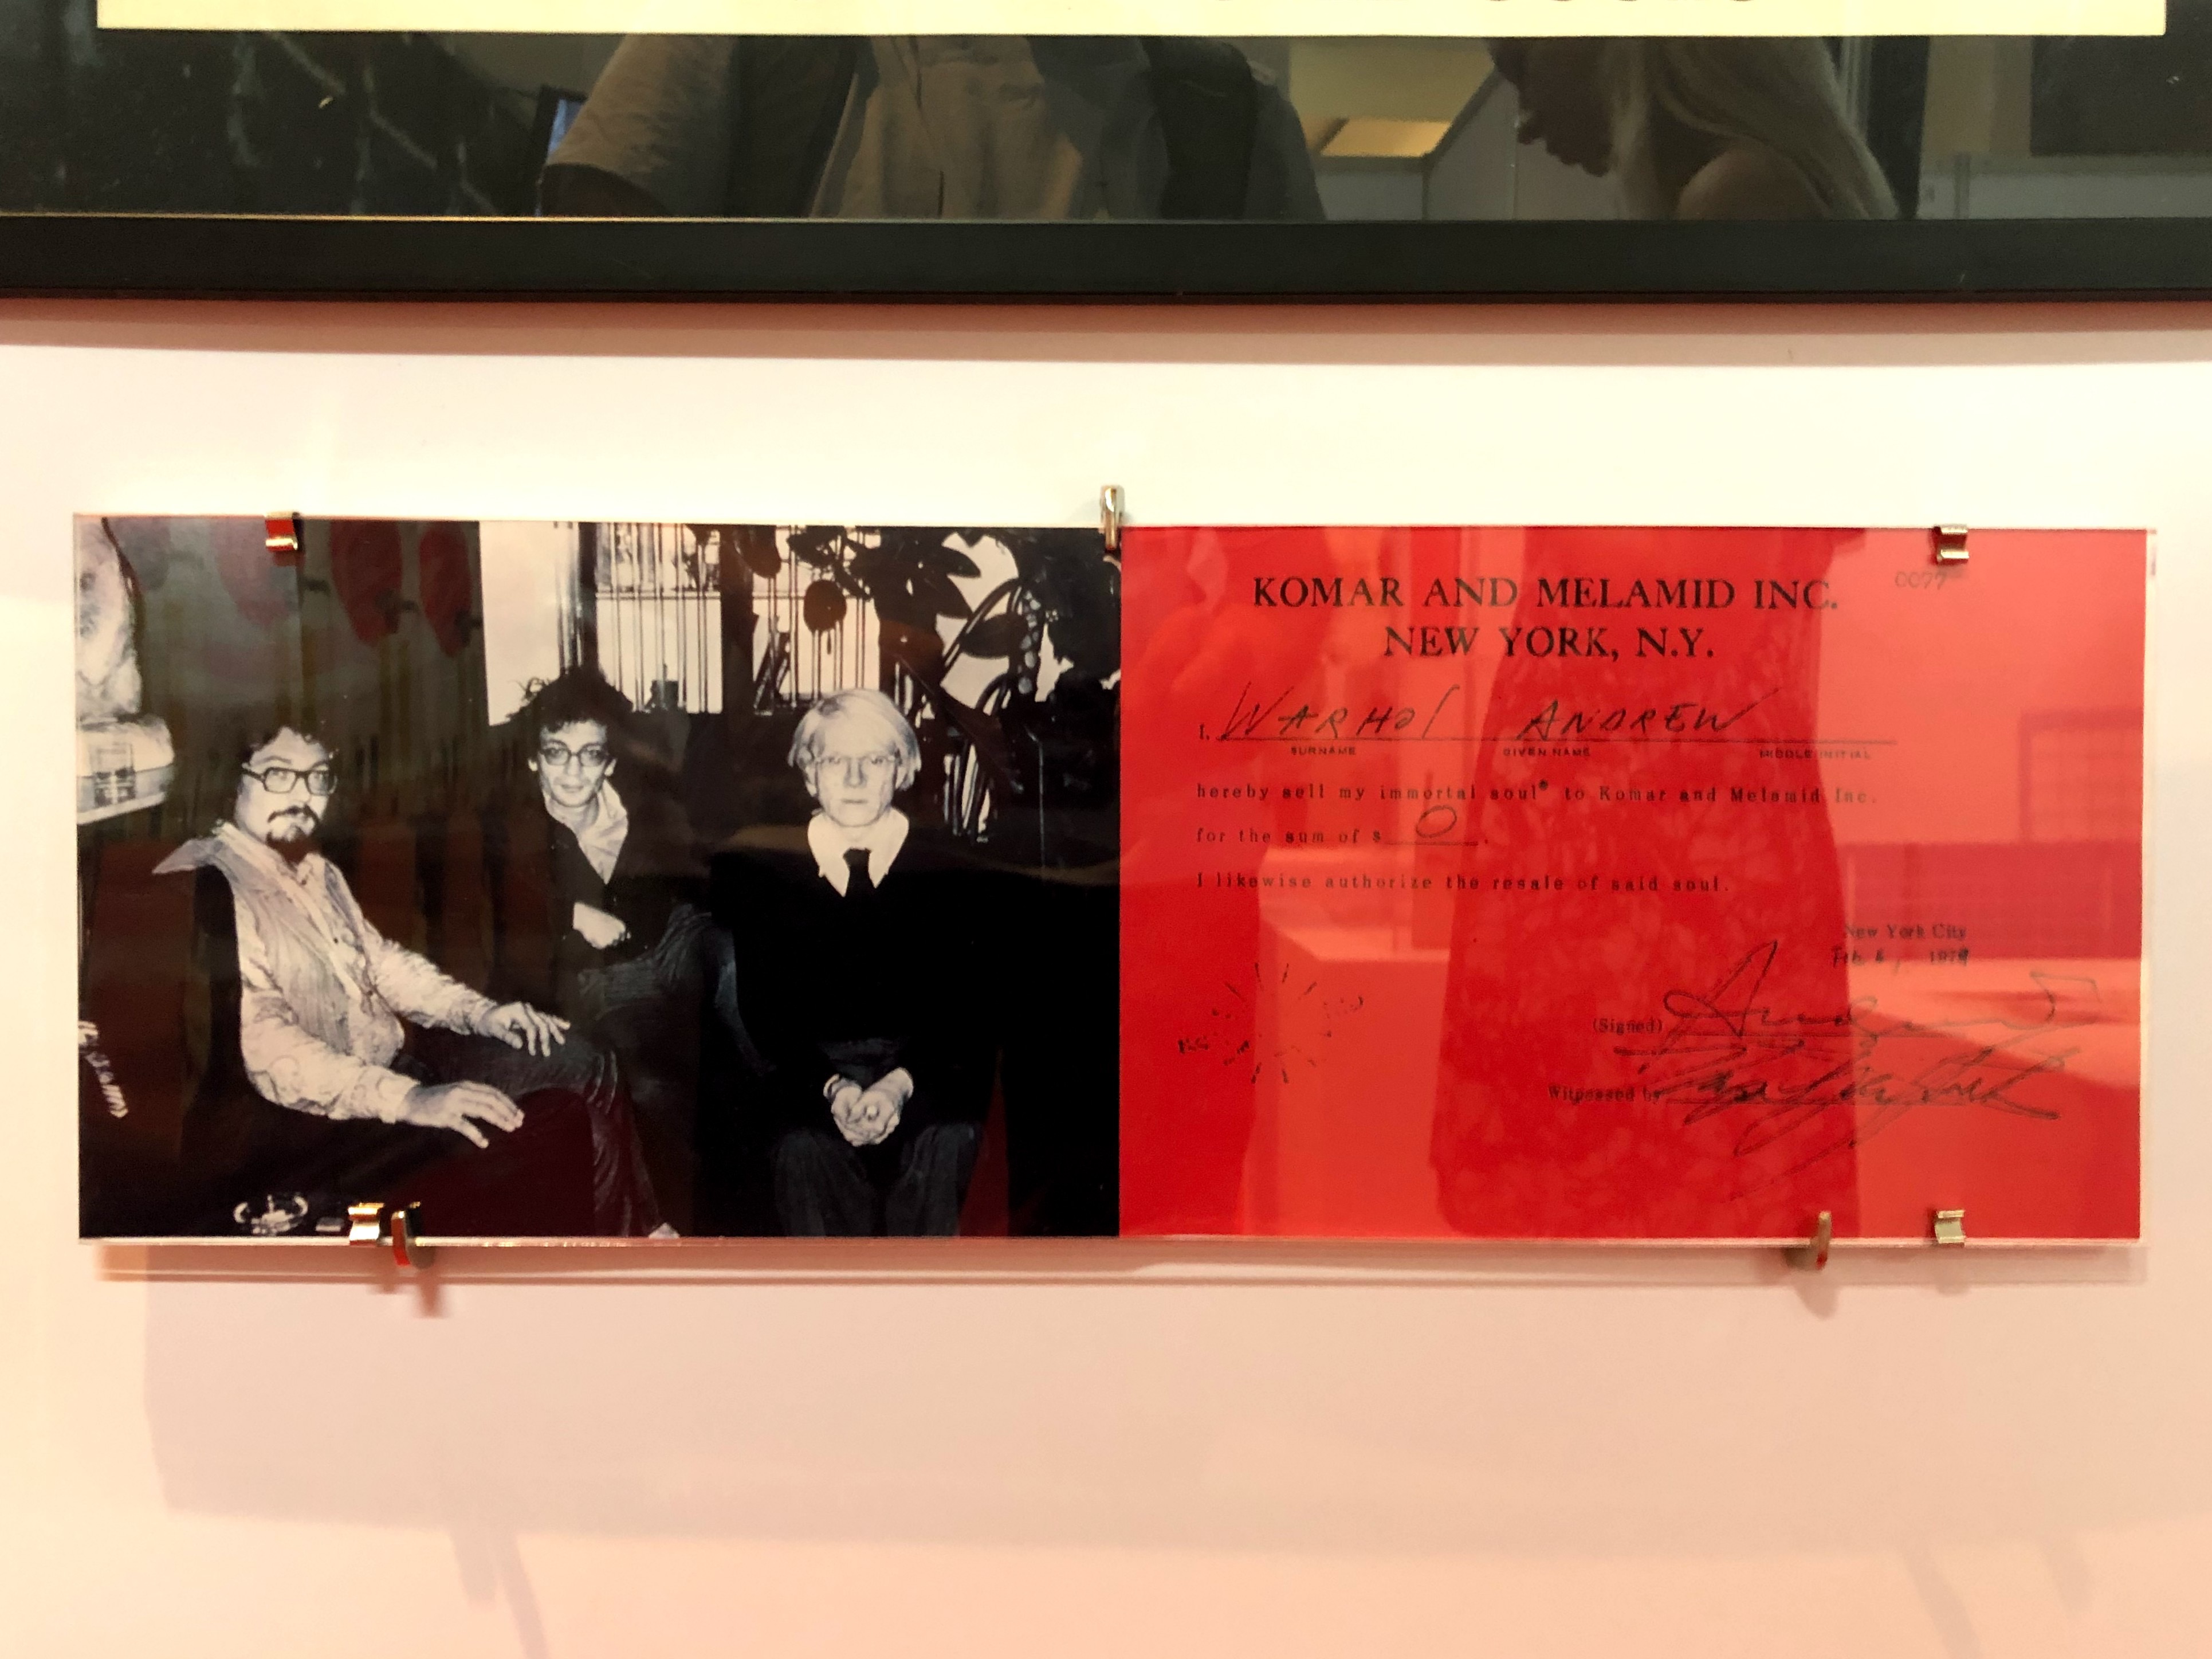 KOMAR AND MELAMID INC.
0077
NEW YORK, N.Y.
I, WARHOL ANDREW
SURNAME GIVEN NAME MIDDLE INITIAL
hereby sell my immortal soul* to Komar and Melamid Inc.
for the sum of $ 0 .
I likewise authorize the resale of said soul.
New York City
Feb. 1979
(Signed)
Witnessed by